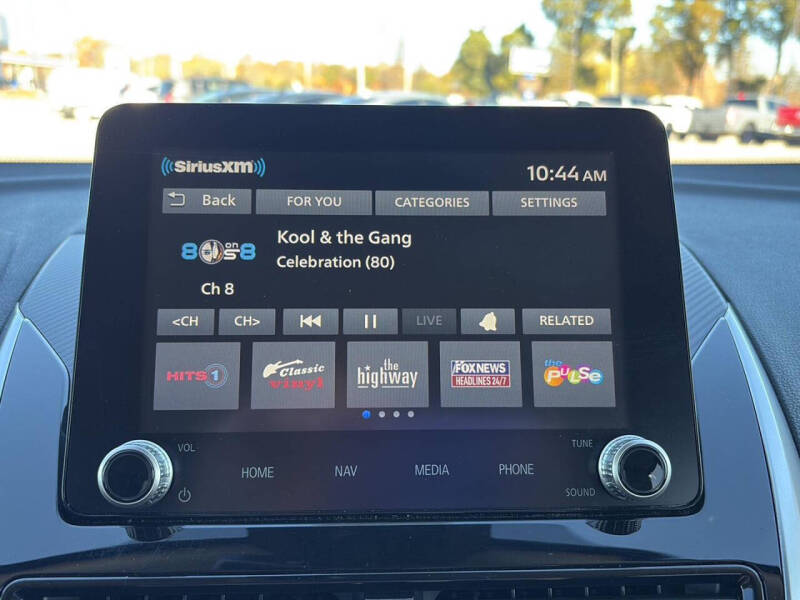 SiriusXM
10:44 AM
Back FOR YOU CATEGORIES SETTINGS
80s on 8
Kool & the Gang
Celebration (80)
Ch 8
<CH CH> LIVE RELATED
HITS 1
Classic vinyl
the highway
FOX NEWS
HEADLINES 24/7
the PULSE
VOL
TUNE
HOME NAV MEDIA PHONE
SOUND